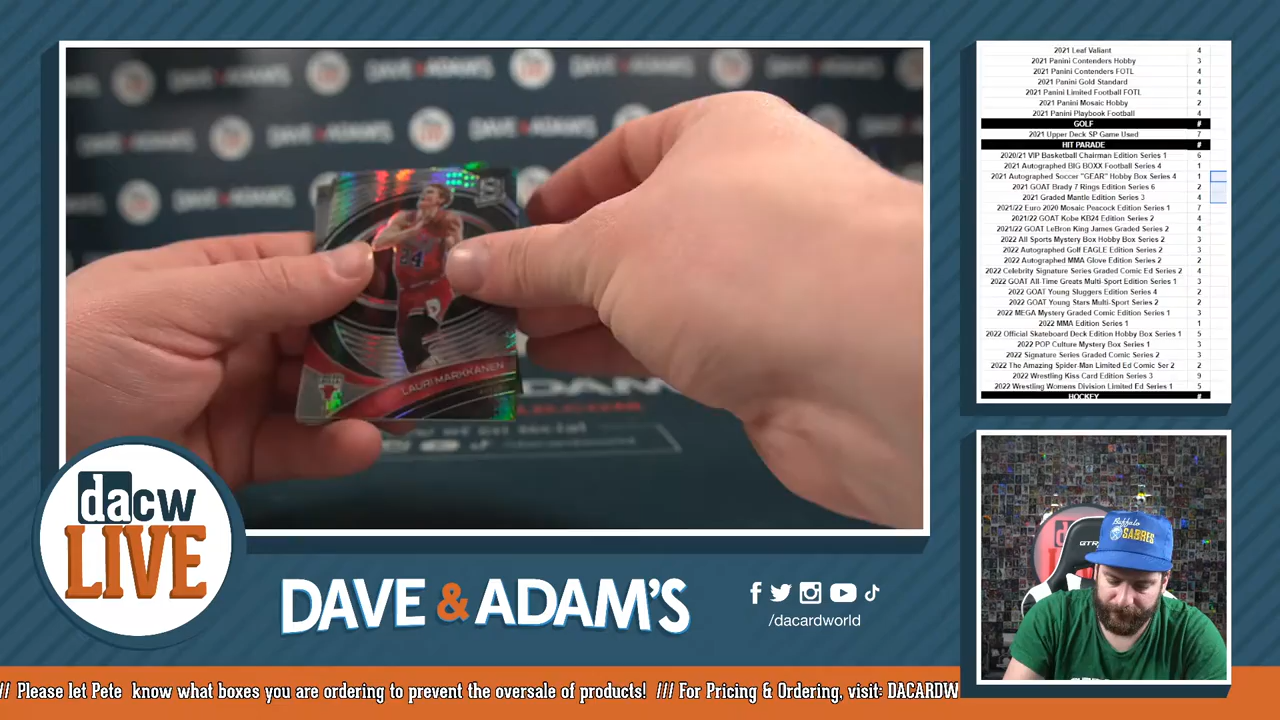 DAVE & ADAM'S
24
LAURI MARKKANEN
2021 Leaf Valiant 4
2021 Panini Contenders Hobby 3
2021 Panini Contenders FOTL 4
2021 Panini Gold Standard 4
2021 Panini Limited Football FOTL 4
2021 Panini Mosaic Hobby 2
2021 Panini Playbook Football 4
GOLF #
2021 Upper Deck SP Game Used 7
HIT PARADE #
2020/21 VIP Basketball Chairman Edition Series 1 6
2021 Autographed BIG BOXX Football Series 4 1
2021 Autographed Soccer "GEAR" Hobby Box Series 4 1
2021 GOAT Brady 7 Rings Edition Series 6 2
2021 Graded Mantle Edition Series 3 4
2021/22 Euro 2020 Mosaic Peacock Edition Series 1 7
2021/22 GOAT Kobe KB24 Edition Series 2 4
2021/22 GOAT LeBron King James Graded Series 2 4
2022 All Sports Mystery Box Hobby Box Series 2 3
2022 Autographed Golf EAGLE Edition Series 2 3
2022 Autographed MMA Glove Edition Series 2 2
2022 Celebrity Signature Series Graded Comic Ed Series 2 4
2022 GOAT All-Time Greats Multi-Sport Edition Series 1 3
2022 GOAT Young Sluggers Edition Series 4 2
2022 GOAT Young Stars Multi-Sport Series 2 2
2022 MEGA Mystery Graded Comic Edition Series 1 3
2022 MMA Edition Series 1 1
2022 Official Skateboard Deck Edition Hobby Box Series 1 5
2022 POP Culture Mystery Box Series 1 3
2022 Signature Series Graded Comic Series 2 3
2022 The Amazing Spider-Man Limited Ed Comic Ser 2 2
2022 Wrestling Kiss Card Edition Series 3 9
2022 Wrestling Womens Division Limited Ed Series 1 5
HOCKEY #
Buffalo
SABRES
GTR
dacw
LIVE
DAVE & ADAM'S
/dacardworld
// Please let Pete know what boxes you are ordering to prevent the oversale of products! /// For Pricing & Ordering, visit: DACARDW